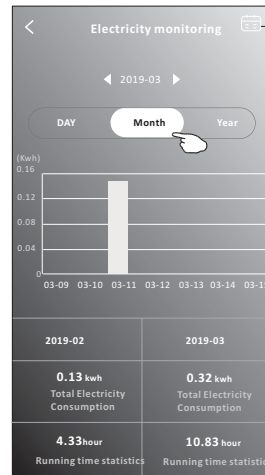 Electricity monitoring
2019-03
DAY Month Year
(Kwh)
0.16
0.12
0.08
0.04
0
03-09 03-10 03-11 03-12 03-13 03-14
2019-02 2019-03
0.13 kwh 0.32 kwh
Total Electricity Total Electricity
Consumption Consumption
4.33hour 10.83 hour
Running time statistics Running time